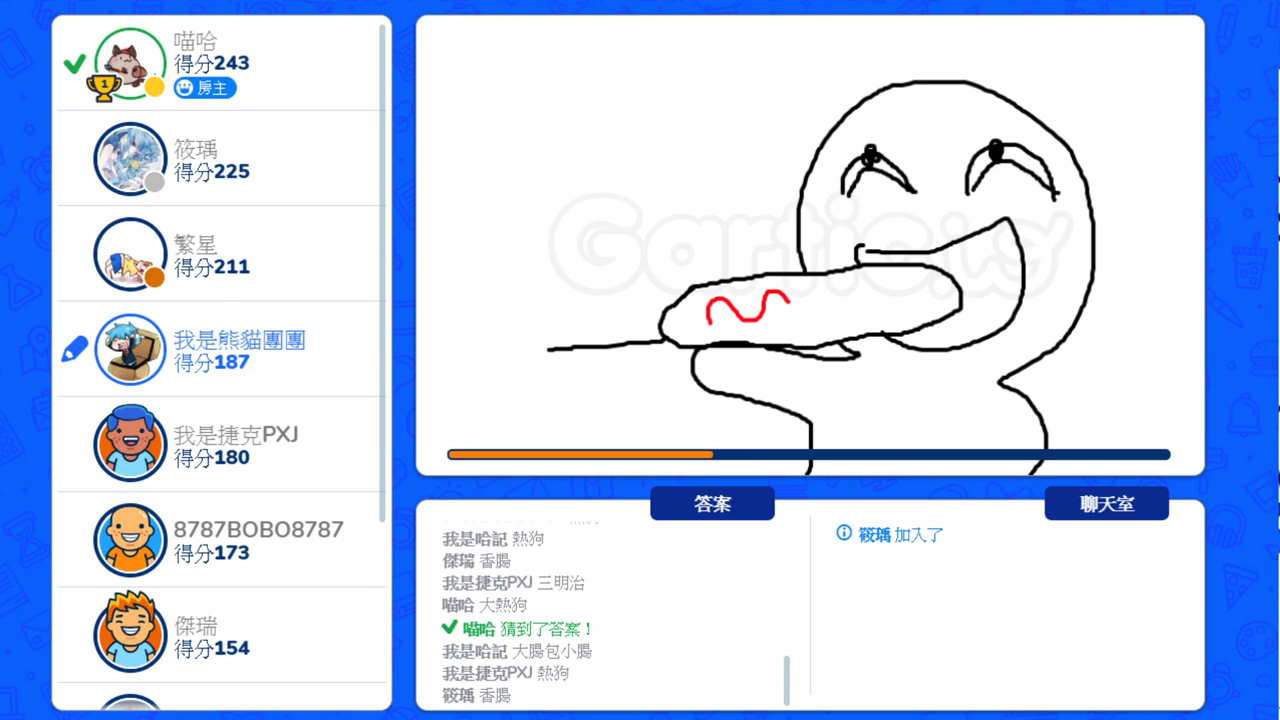 喵哈
得分243
1
房主
筱瑀
得分225
繁星
得分211
我是熊貓團團
得分187
我是捷克PXJ
得分180
8787BOBO8787
得分173
傑瑞
得分154
Gartic.io
答案
聊天室
我是哈記 熱狗
傑瑞 香腸
我是捷克PXJ 三明治
喵哈 大熱狗
喵哈 猜到了答案！
我是哈記 大腸包小腸
我是捷克PXJ 熱狗
筱瑀 香腸
筱瑀 加入了